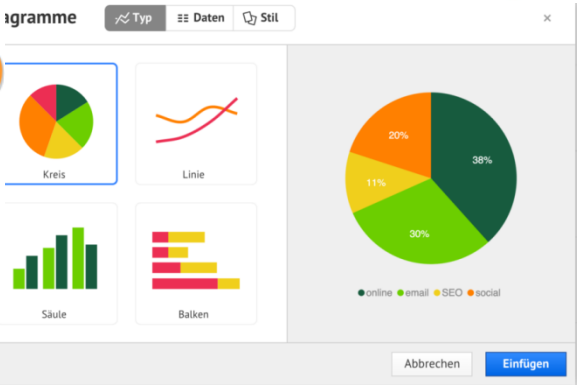 agramme Typ Daten Stil ×
Kreis Linie
Säule Balken
20%
38%
11%
30%
online email SEO social
Abbrechen Einfügen